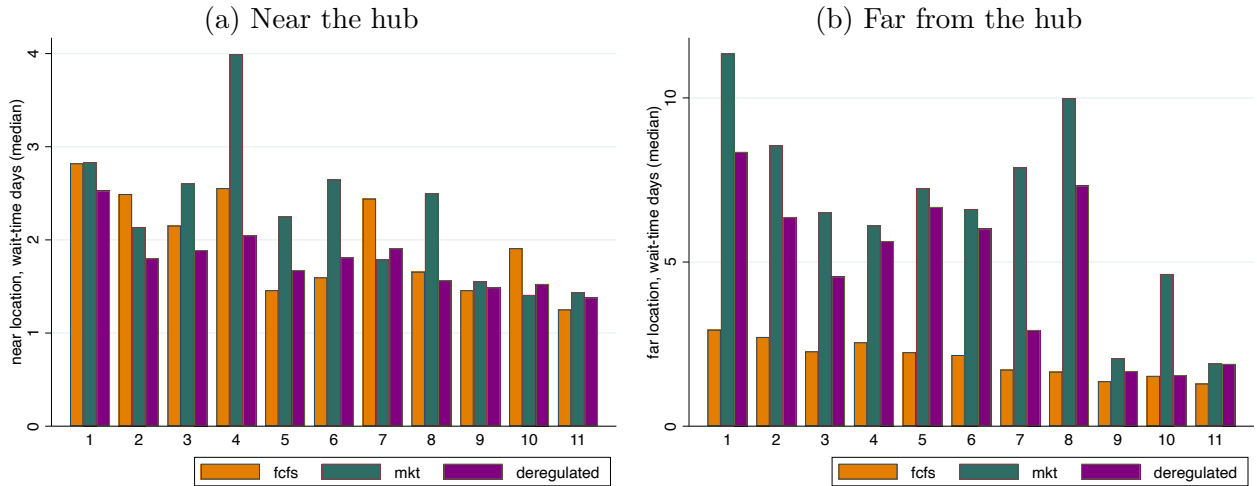 (a) Near the hub
near location, wait-time days (median)
4
3
2
1
0
1 2 3 4 5 6 7 8 9 10 11
fcfs mkt deregulated
(b) Far from the hub
far location, wait-time days (median)
10
5
0
1 2 3 4 5 6 7 8 9 10 11
fcfs mkt deregulated